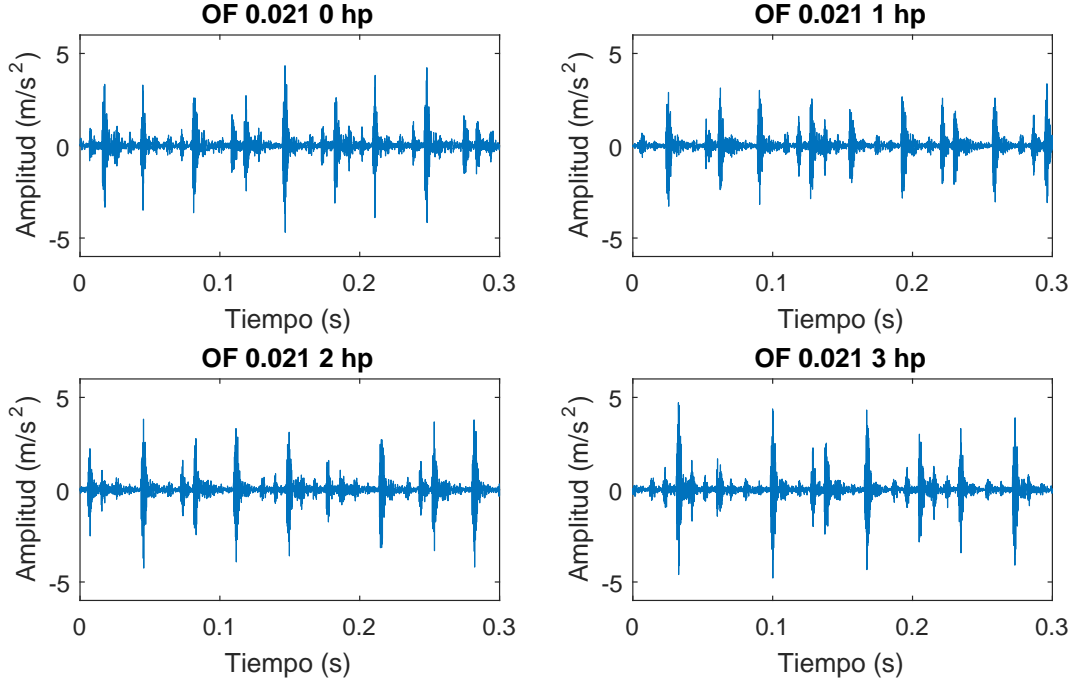 OF 0.021 0 hp
5
0
-5
Amplitud (m/s²)
0
0.1
0.2
0.3
Tiempo (s)
OF 0.021 1 hp
5
0
-5
Amplitud (m/s²)
0
0.1
0.2
0.3
Tiempo (s)
OF 0.021 2 hp
5
0
-5
Amplitud (m/s²)
0
0.1
0.2
0.3
Tiempo (s)
OF 0.021 3 hp
5
0
-5
Amplitud (m/s²)
0
0.1
0.2
0.3
Tiempo (s)